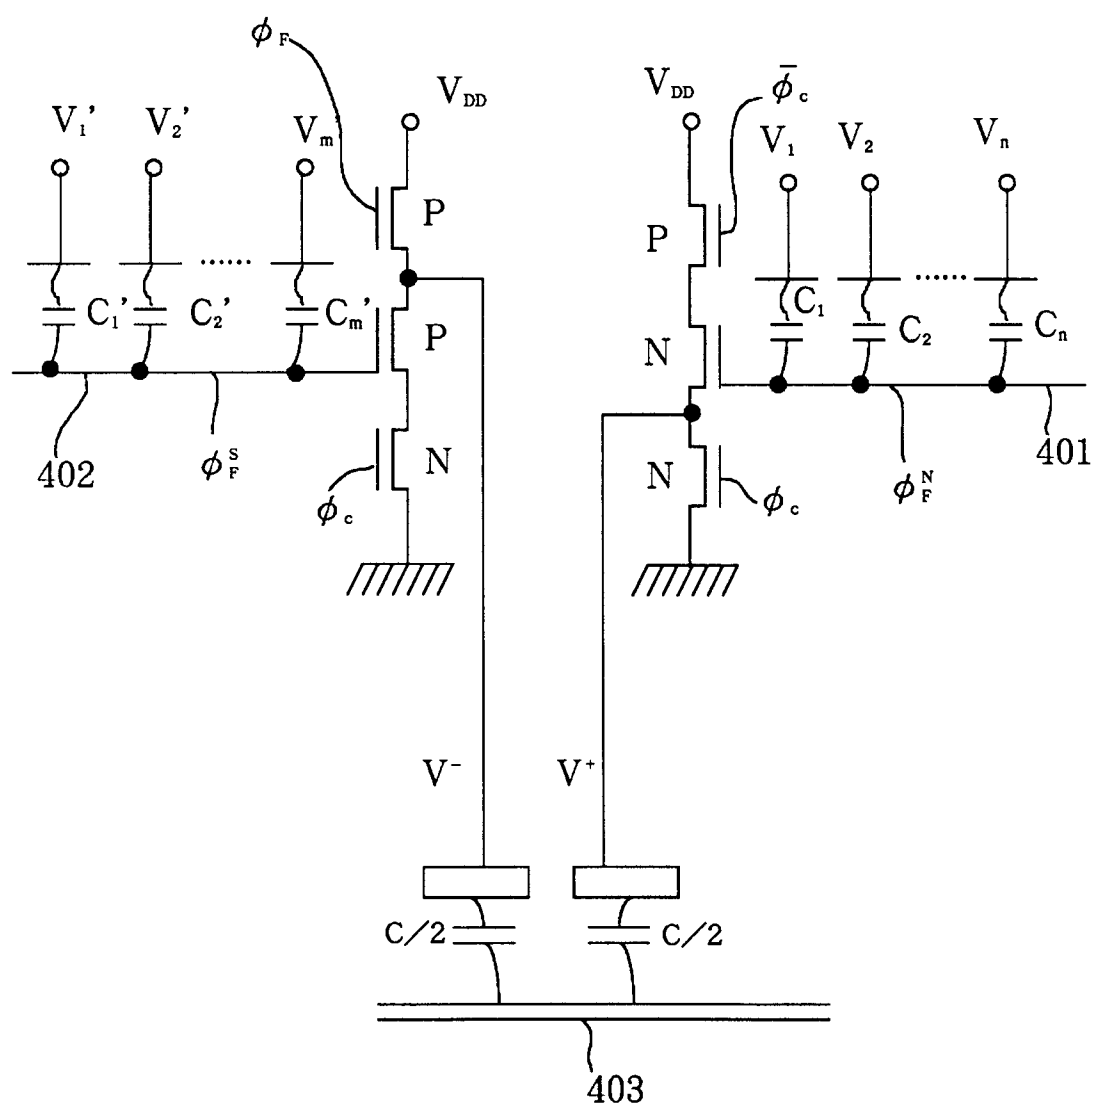 ϕF
VDD
VDD
ϕ̄c
V1' V2' Vm
V1 V2 Vn
P
P
......
......
C1' C2' Cm'
C1 C2 Cn
P
N
402
ϕFS
N
ϕc
N
ϕc
ϕFN
401
V- V+
C/2 C/2
403